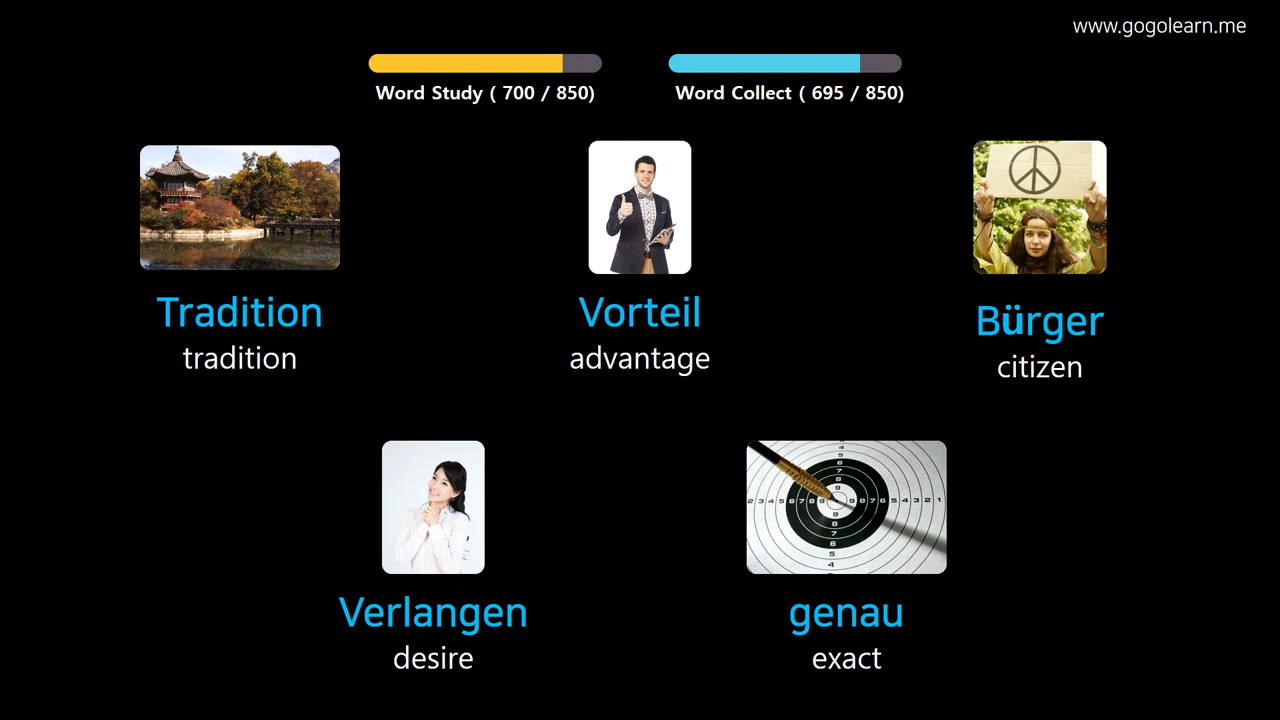 www.gogolearn.me
Word Study ( 700 / 850)
Word Collect ( 695 / 850)
Tradition
tradition
Vorteil
advantage
Bürger
citizen
Verlangen
desire
genau
exact